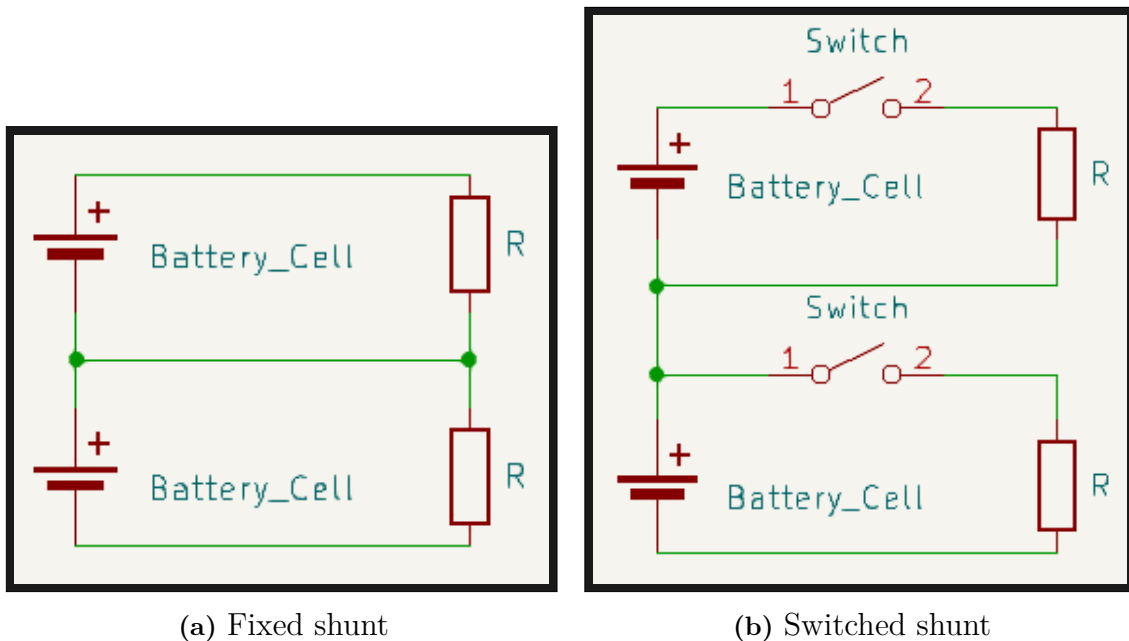 +
Battery_Cell
R
+
Battery_Cell
R
(a) Fixed shunt
Switch
1 2
+
Battery_Cell
R
Switch
1 2
+
Battery_Cell
R
(b) Switched shunt